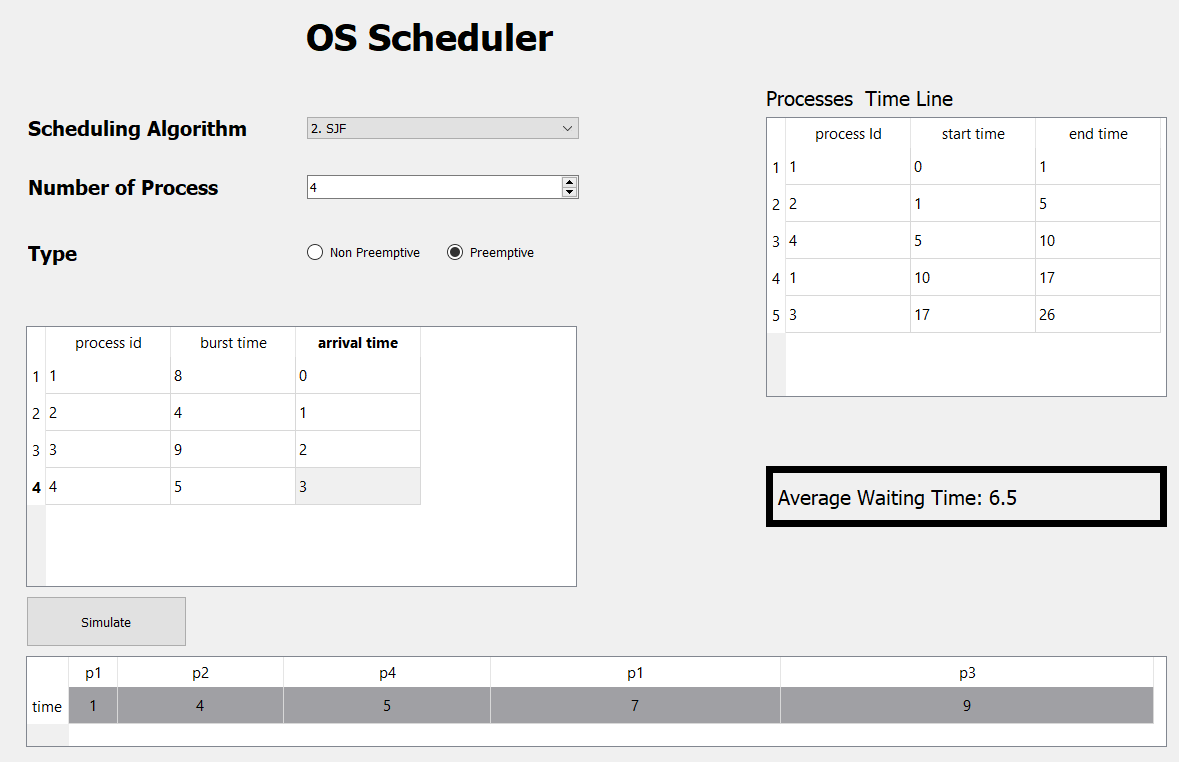 OS Scheduler
Scheduling Algorithm 2. SJF
Number of Process 4
Type Non Preemptive Preemptive
process id burst time arrival time
1 1 8 0
2 2 4 1
3 3 9 2
4 4 5 3
Simulate
Processes Time Line
process Id start time end time
1 1 0 1
2 2 1 5
3 4 5 10
4 1 10 17
5 3 17 26
Average Waiting Time: 6.5
p1 p2 p4 p1 p3
time 1 4 5 7 9